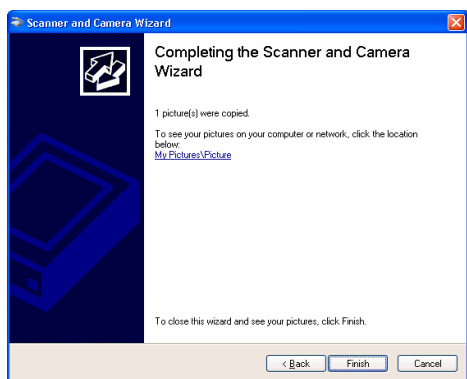 Scanner and Camera Wizard
Completing the Scanner and Camera
Wizard
1 picture(s) were copied.
To see your pictures on your computer or network, click the location
below:
My Pictures\Picture
To close this wizard and see your pictures, click Finish.
< Back Finish Cancel